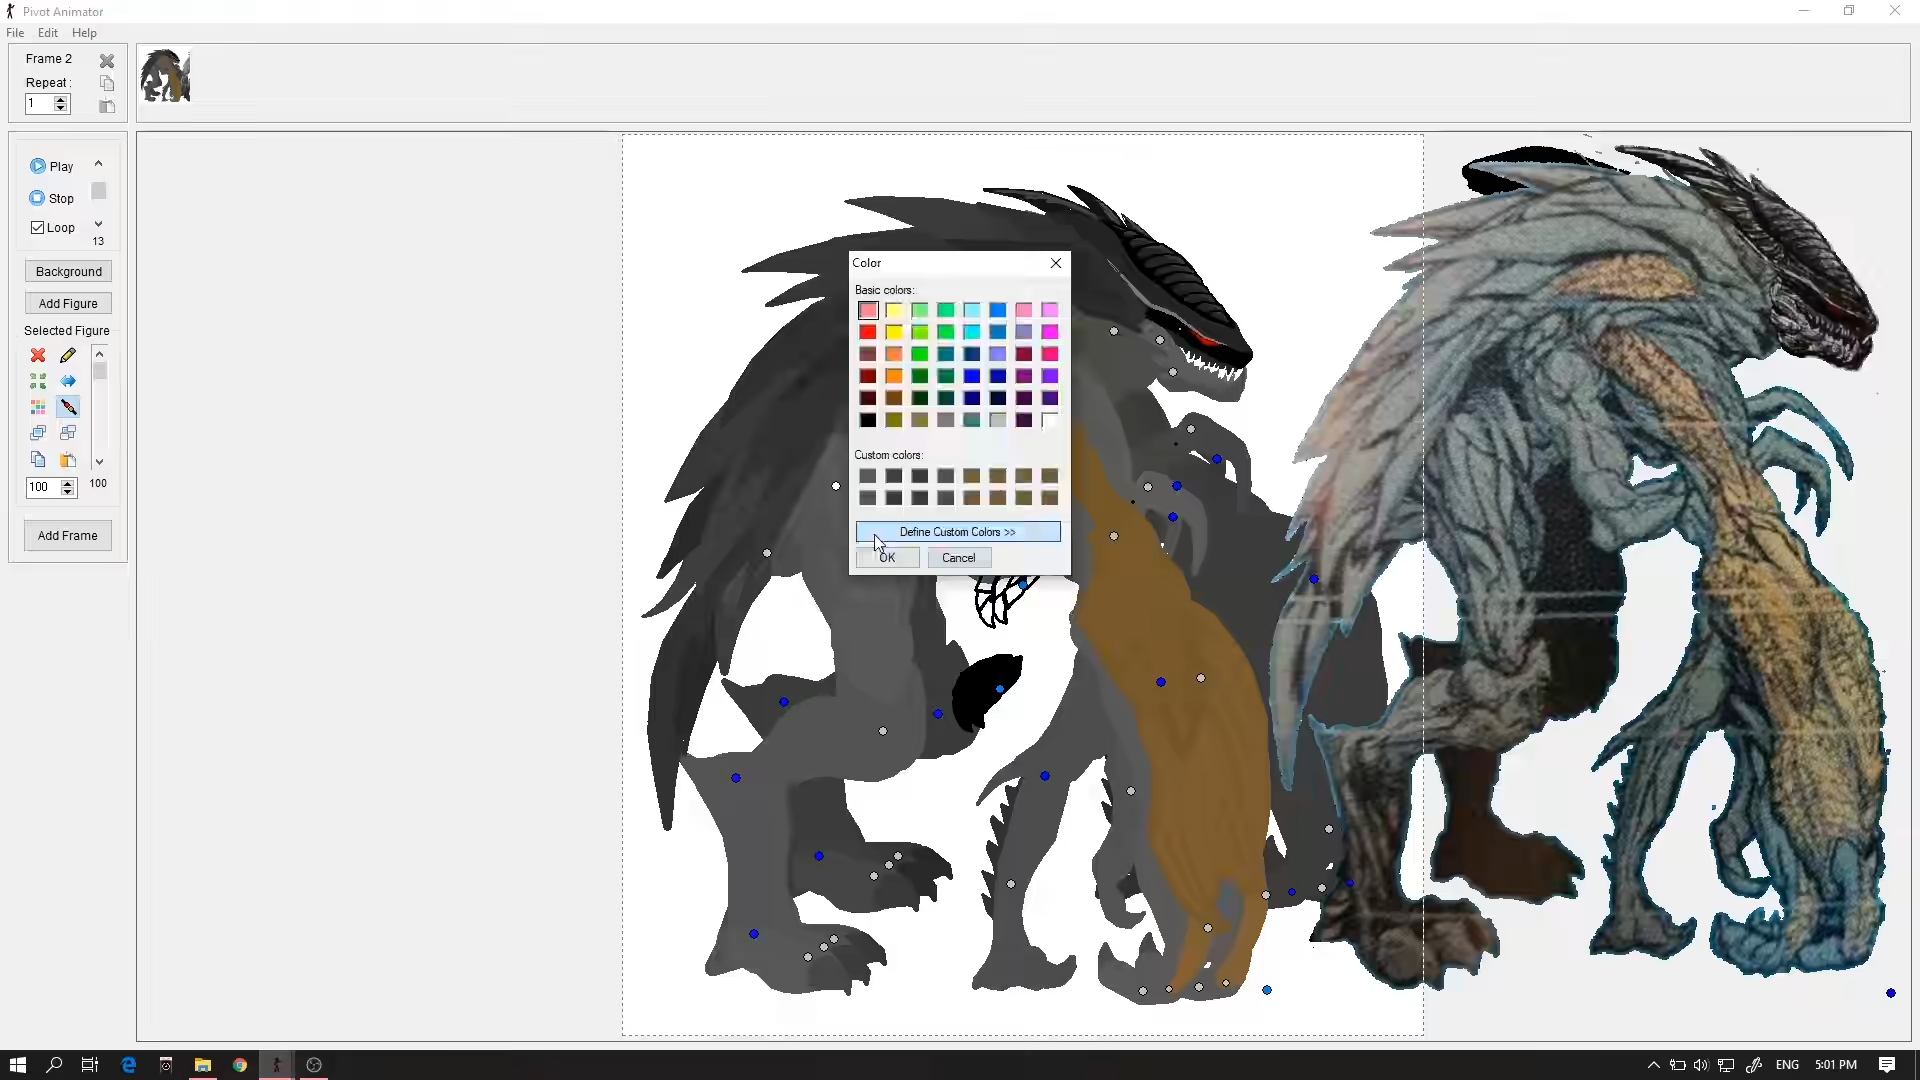 Pivot Animator
File Edit Help
Frame 2
Repeat :
1
Play
Stop
Loop
13
Background
Add Figure
Selected Figure
100 100
Add Frame
Color
Basic colors:
Custom colors:
Define Custom Colors >>
OK Cancel
ENG 5:01 PM